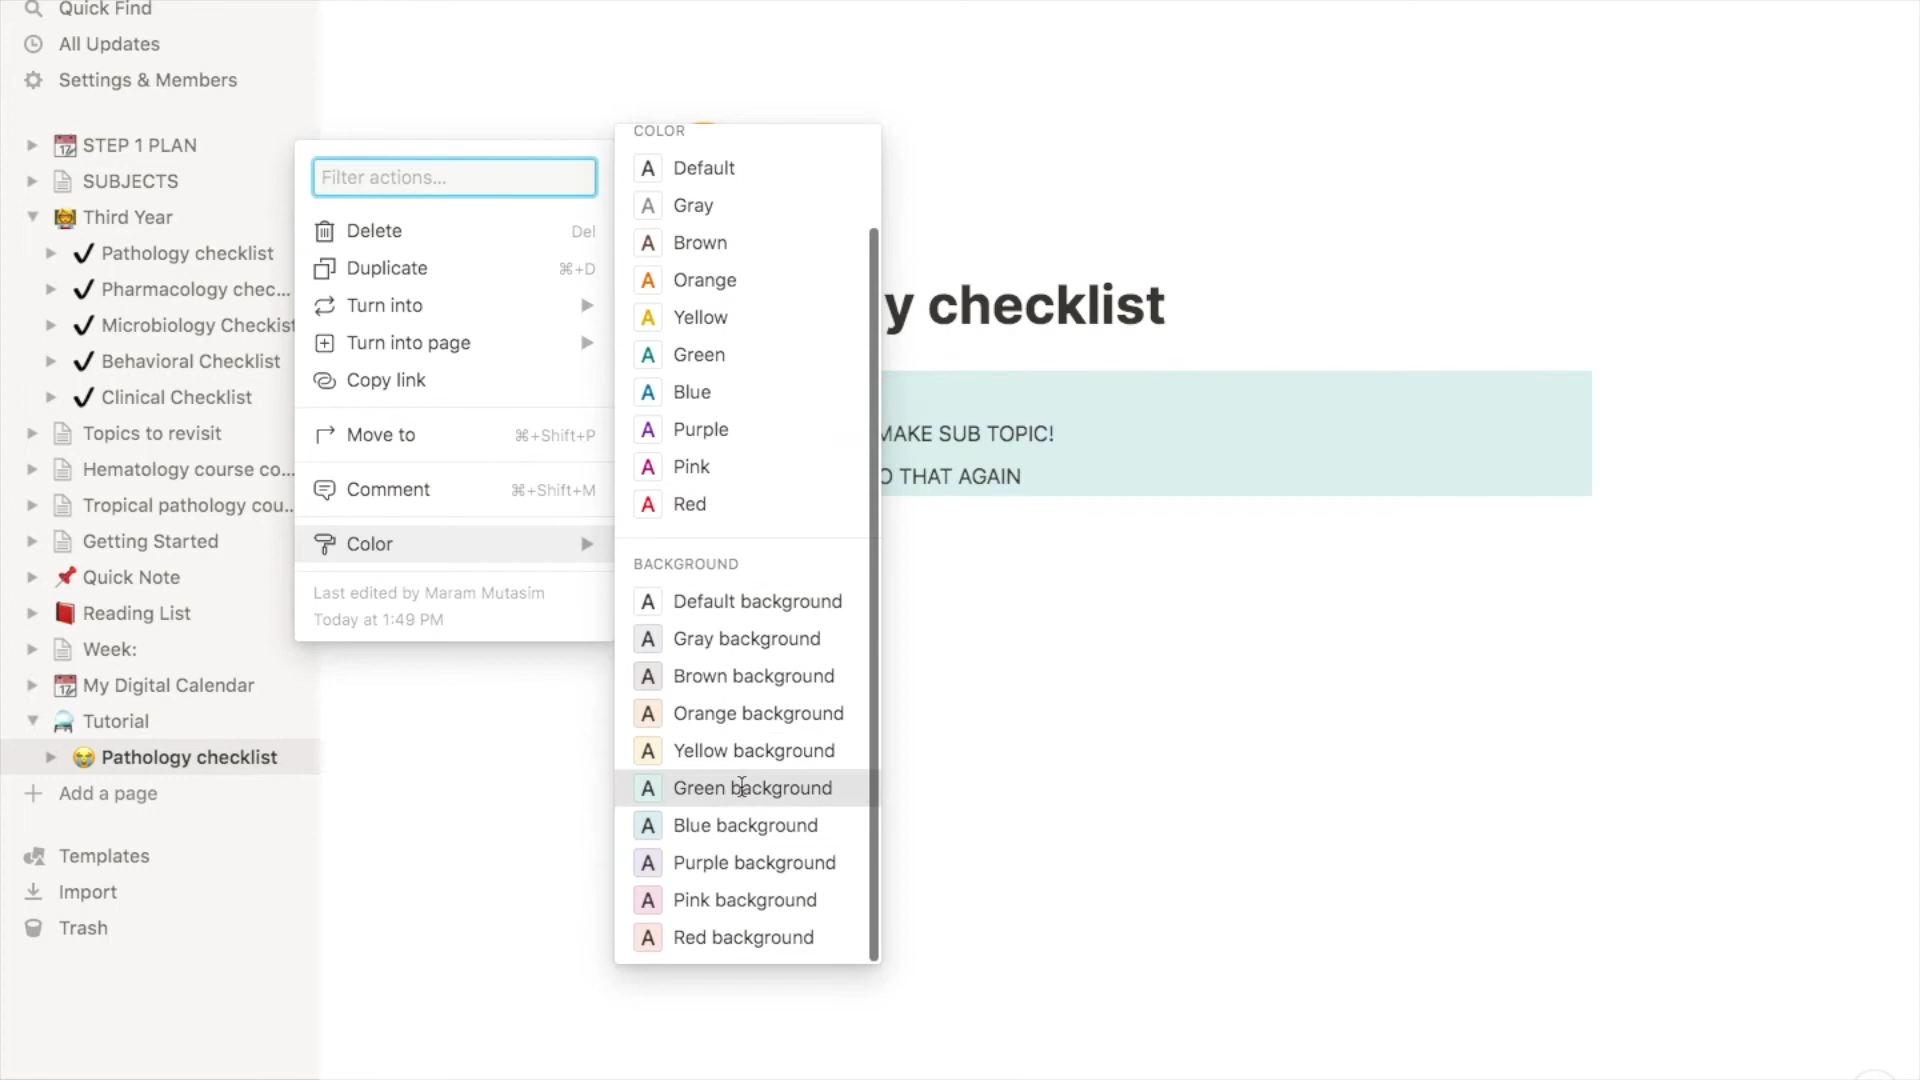 Quick Find
All Updates
Settings & Members
STEP 1 PLAN
SUBJECTS
Third Year
Pathology checklist
Pharmacology chec...
Microbiology Checkist
Behavioral Checklist
Clinical Checklist
Topics to revisit
Hematology course co...
Tropical pathology cou...
Getting Started
Quick Note
Reading List
Week:
My Digital Calendar
Tutorial
Pathology checklist
Add a page
Templates
Import
Trash
Filter actions...
Delete Del
Duplicate ⌘+D
Turn into
Turn into page
Copy link
Move to ⌘+Shift+P
Comment ⌘+Shift+M
Color
Last edited by Maram Mutasim
Today at 1:49 PM
COLOR
A Default
A Gray
A Brown
A Orange
A Yellow
A Green
A Blue
A Purple
A Pink
A Red
BACKGROUND
A Default background
A Gray background
A Brown background
A Orange background
A Yellow background
A Green background
A Blue background
A Purple background
A Pink background
A Red background
y checklist
MAKE SUB TOPIC!
O THAT AGAIN